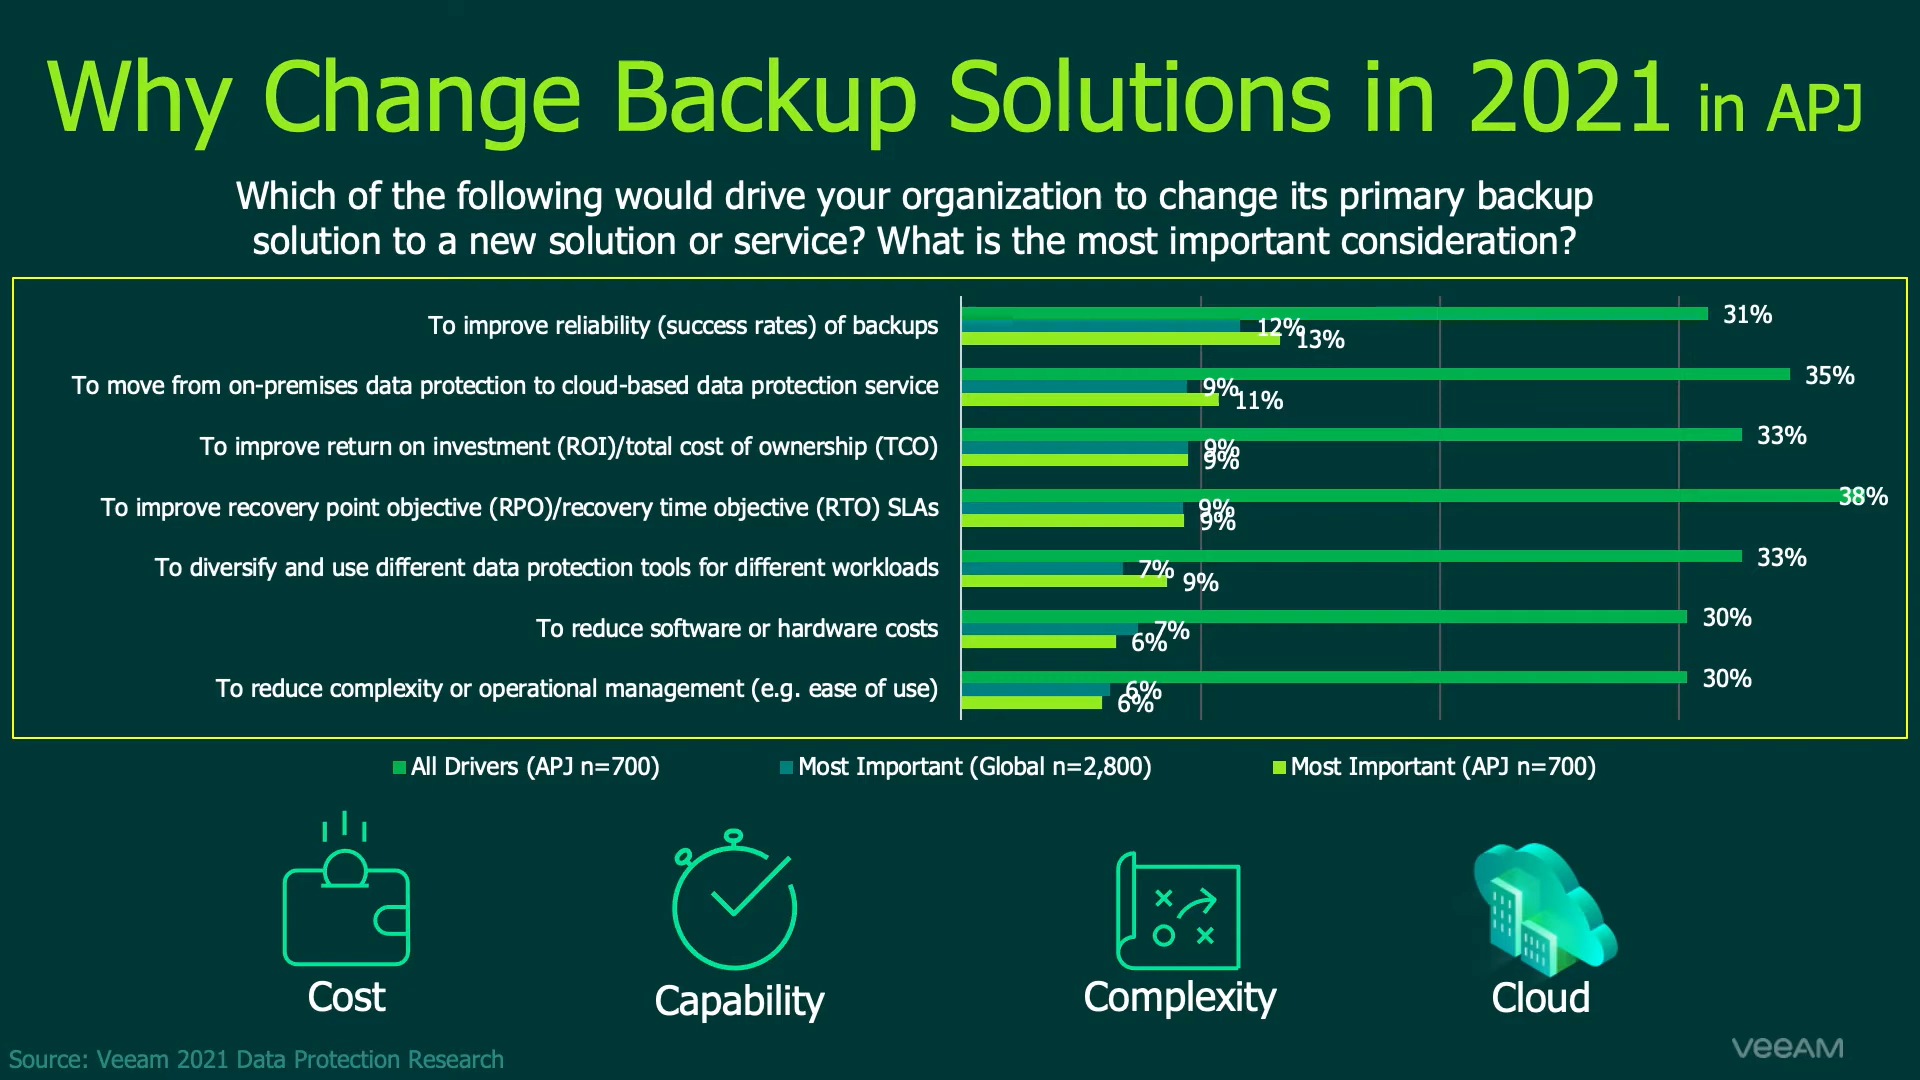 Why Change Backup Solutions in 2021 in APJ
Which of the following would drive your organization to change its primary backup
solution to a new solution or service? What is the most important consideration?
To improve reliability (success rates) of backups
31%
12%
13%
To move from on-premises data protection to cloud-based data protection service
35%
9%
11%
To improve return on investment (ROI)/total cost of ownership (TCO)
33%
9%
9%
To improve recovery point objective (RPO)/recovery time objective (RTO) SLAs
38%
9%
9%
To diversify and use different data protection tools for different workloads
33%
7%
9%
To reduce software or hardware costs
30%
7%
6%
To reduce complexity or operational management (e.g. ease of use)
30%
6%
6%
All Drivers (APJ n=700)
Most Important (Global n=2,800)
Most Important (APJ n=700)
Cost
Capability
Complexity
Cloud
Source: Veeam 2021 Data Protection Research
veeAM